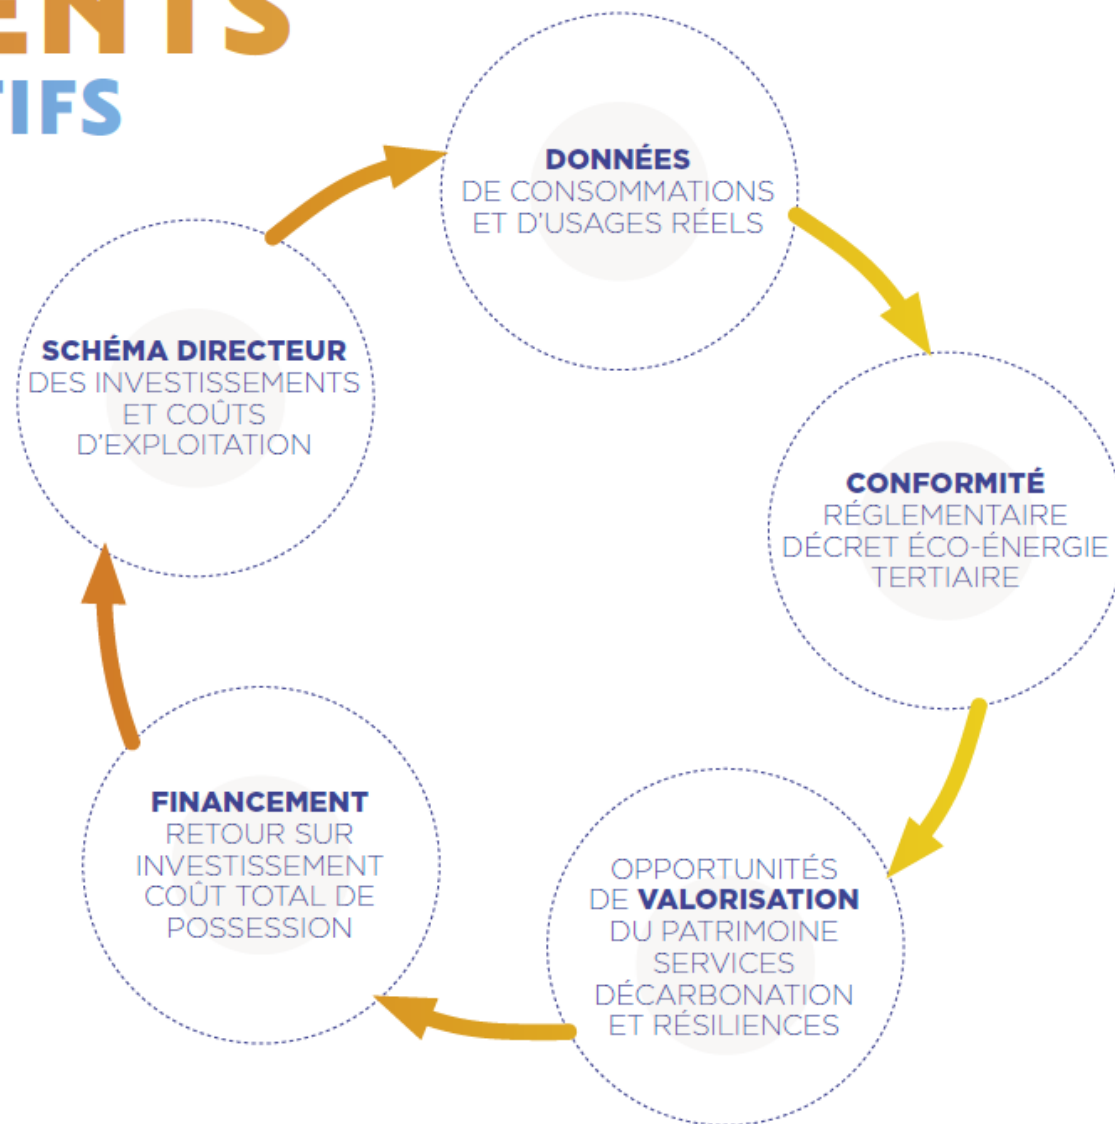 ENTS
TIFS
DONNÉES
DE CONSOMMATIONS
ET D'USAGES RÉELS
CONFORMITÉ
RÉGLEMENTAIRE
DÉCRET ÉCO-ÉNERGIE
TERTIAIRE
OPPORTUNITÉS
DE VALORISATION
DU PATRIMOINE
SERVICES
DÉCARBONATION
ET RÉSILIENCES
FINANCEMENT
RETOUR SUR
INVESTISSEMENT
COÛT TOTAL DE
POSSESSION
SCHÉMA DIRECTEUR
DES INVESTISSEMENTS
ET COÛTS
D'EXPLOITATION